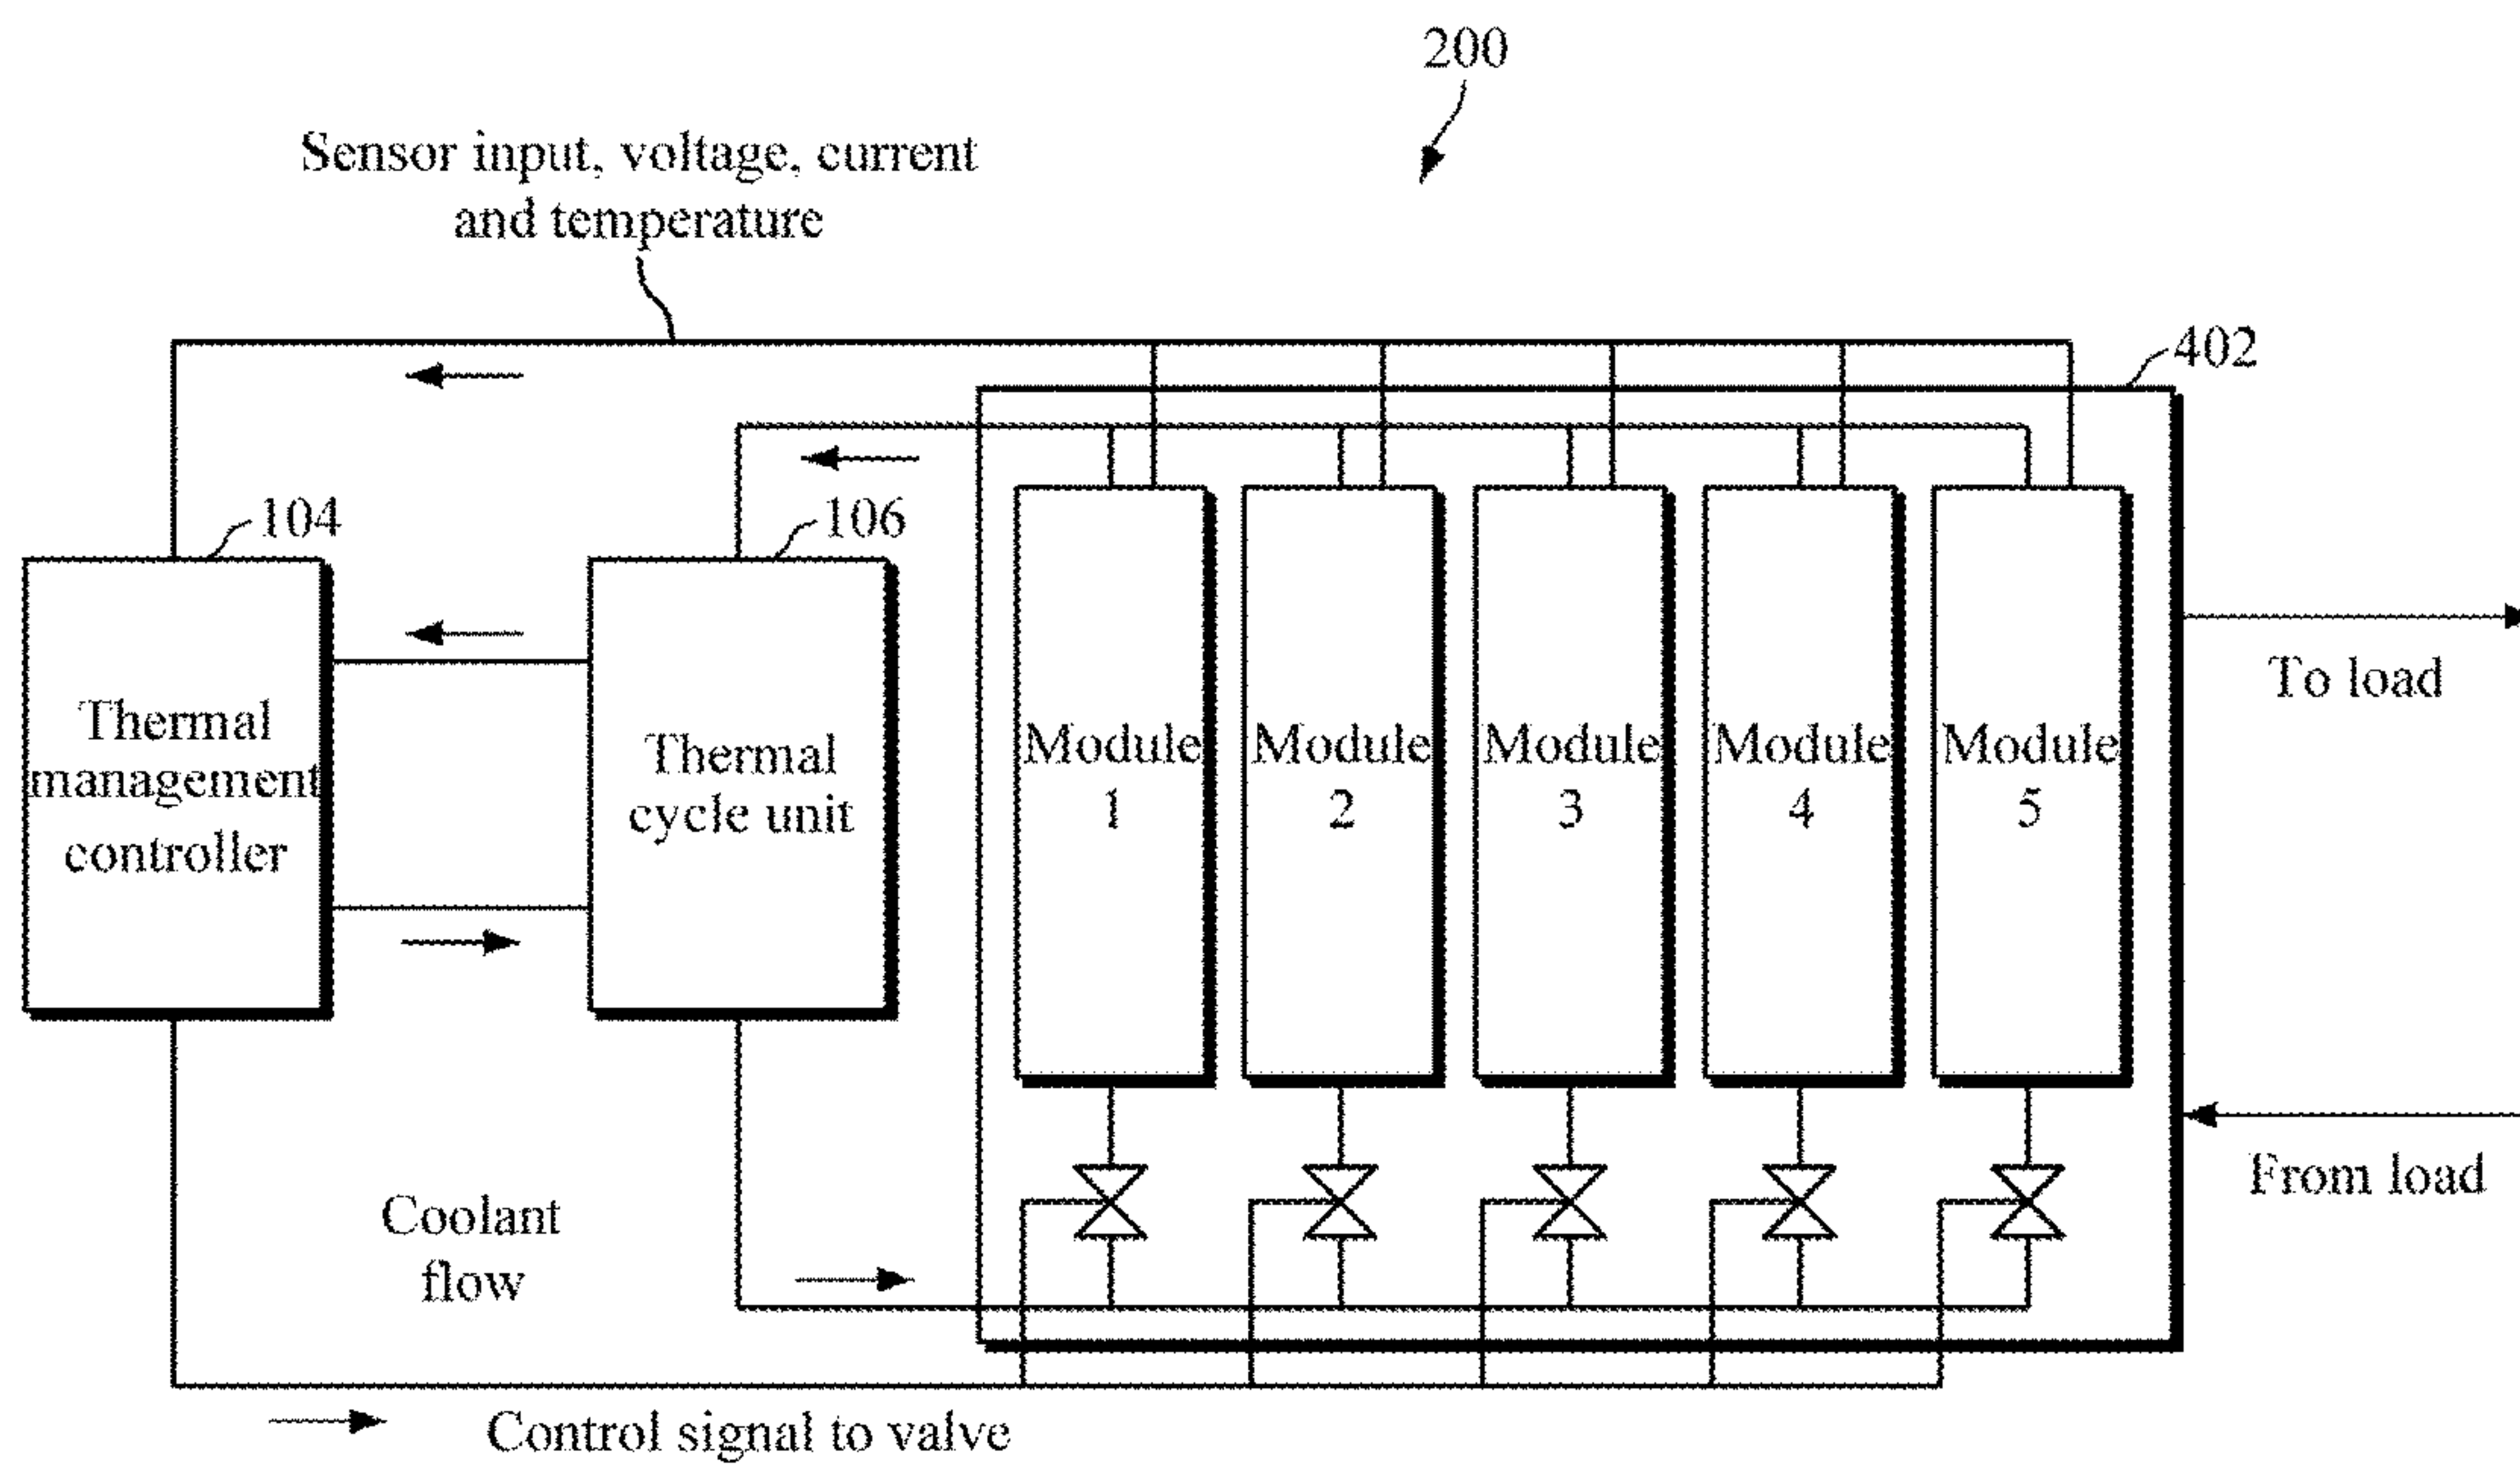 200
Sensor input, voltage, current
and temperature
402
104
106
Thermal
management
controller
Thermal
cycle unit
Module
1
Module
2
Module
3
Module
4
Module
5
To load
From load
Coolant
flow
Control signal to valve